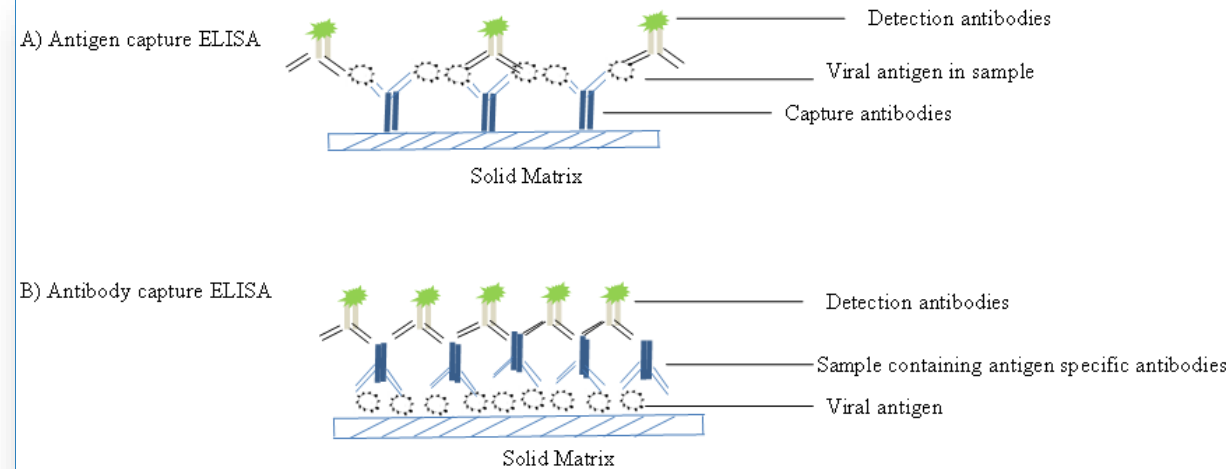 A) Antigen capture ELISA
Detection antibodies
Viral antigen in sample
Capture antibodies
Solid Matrix
B) Antibody capture ELISA
Detection antibodies
Sample containing antigen specific antibodies
Viral antigen
Solid Matrix